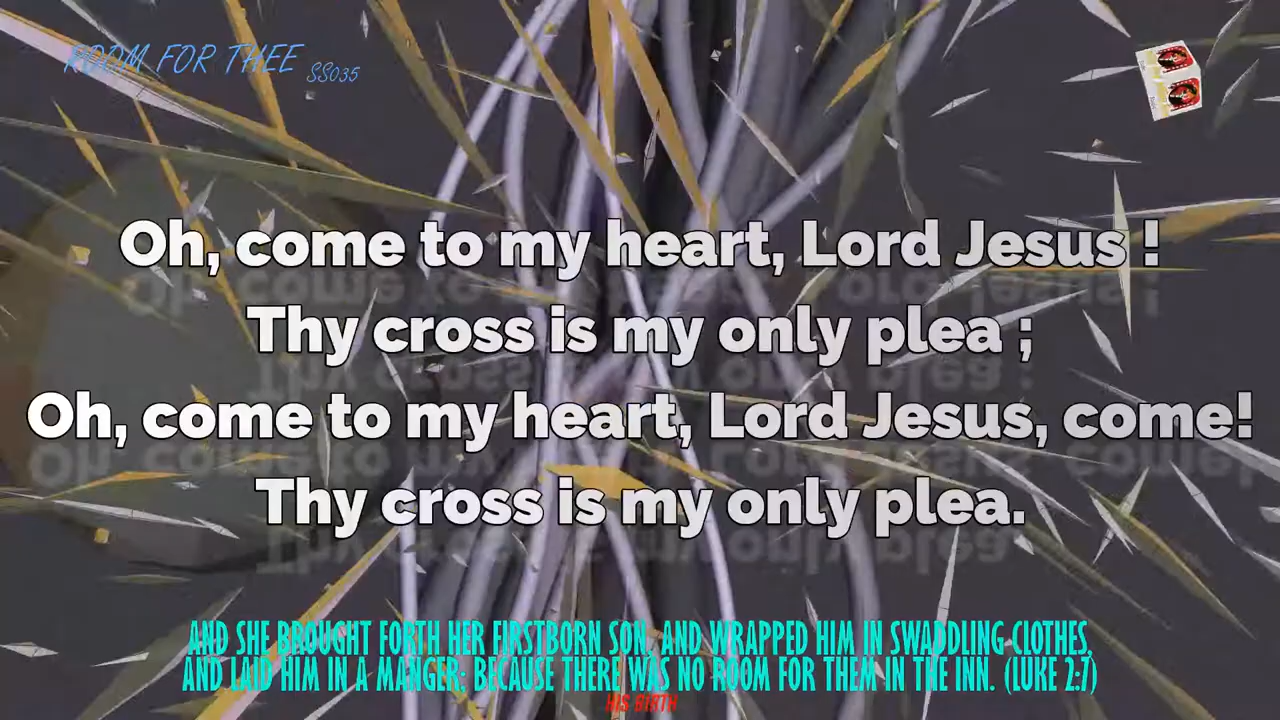 ROOM FOR THEE SS035
Oh, come to my heart, Lord Jesus !
Thy cross is my only plea ;
Oh, come to my heart, Lord Jesus, come!
Thy cross is my only plea.
AND SHE BROUGHT FORTH HER FIRSTBORN SON, AND WRAPPED HIM IN SWADDLING CLOTHES,
AND LAID HIM IN A MANGER; BECAUSE THERE WAS NO ROOM FOR THEM IN THE INN. (LUKE 2:7)
HIS BIRTH